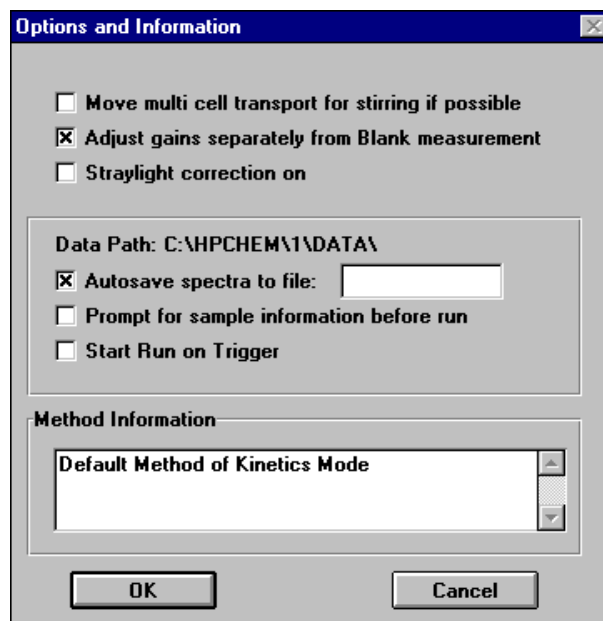 Options and Information
Move multi cell transport for stirring if possible
Adjust gains separately from Blank measurement
Straylight correction on
Data Path: C:\HPCHEM\1\DATA\
Autosave spectra to file:
Prompt for sample information before run
Start Run on Trigger
Method Information
Default Method of Kinetics Mode
OK
Cancel